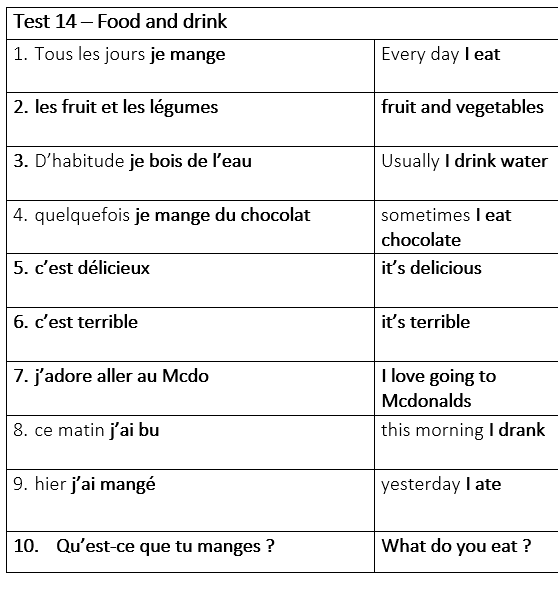 Test 14 – Food and drink
1. Tous les jours je mange
Every day I eat
2. les fruit et les légumes
fruit and vegetables
3. D’habitude je bois de l’eau
Usually I drink water
4. quelquefois je mange du chocolat
sometimes I eat
chocolate
5. c’est délicieux
it’s delicious
6. c’est terrible
it’s terrible
7. j’adore aller au Mcdo
I love going to
Mcdonalds
8. ce matin j’ai bu
this morning I drank
9. hier j’ai mangé
yesterday I ate
10. Qu’est-ce que tu manges ?
What do you eat ?